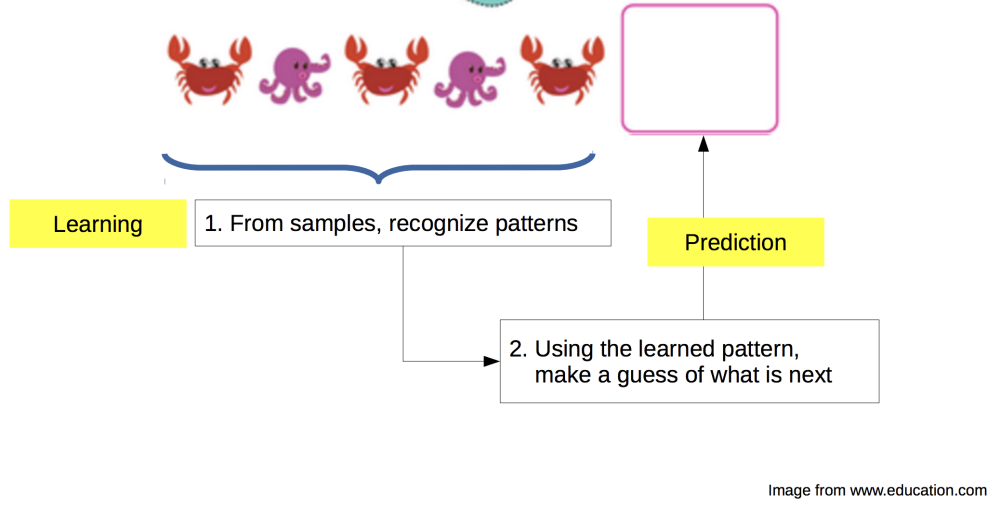 Learning
1. From samples, recognize patterns
Prediction
2. Using the learned pattern,
make a guess of what is next
Image from www.education.com